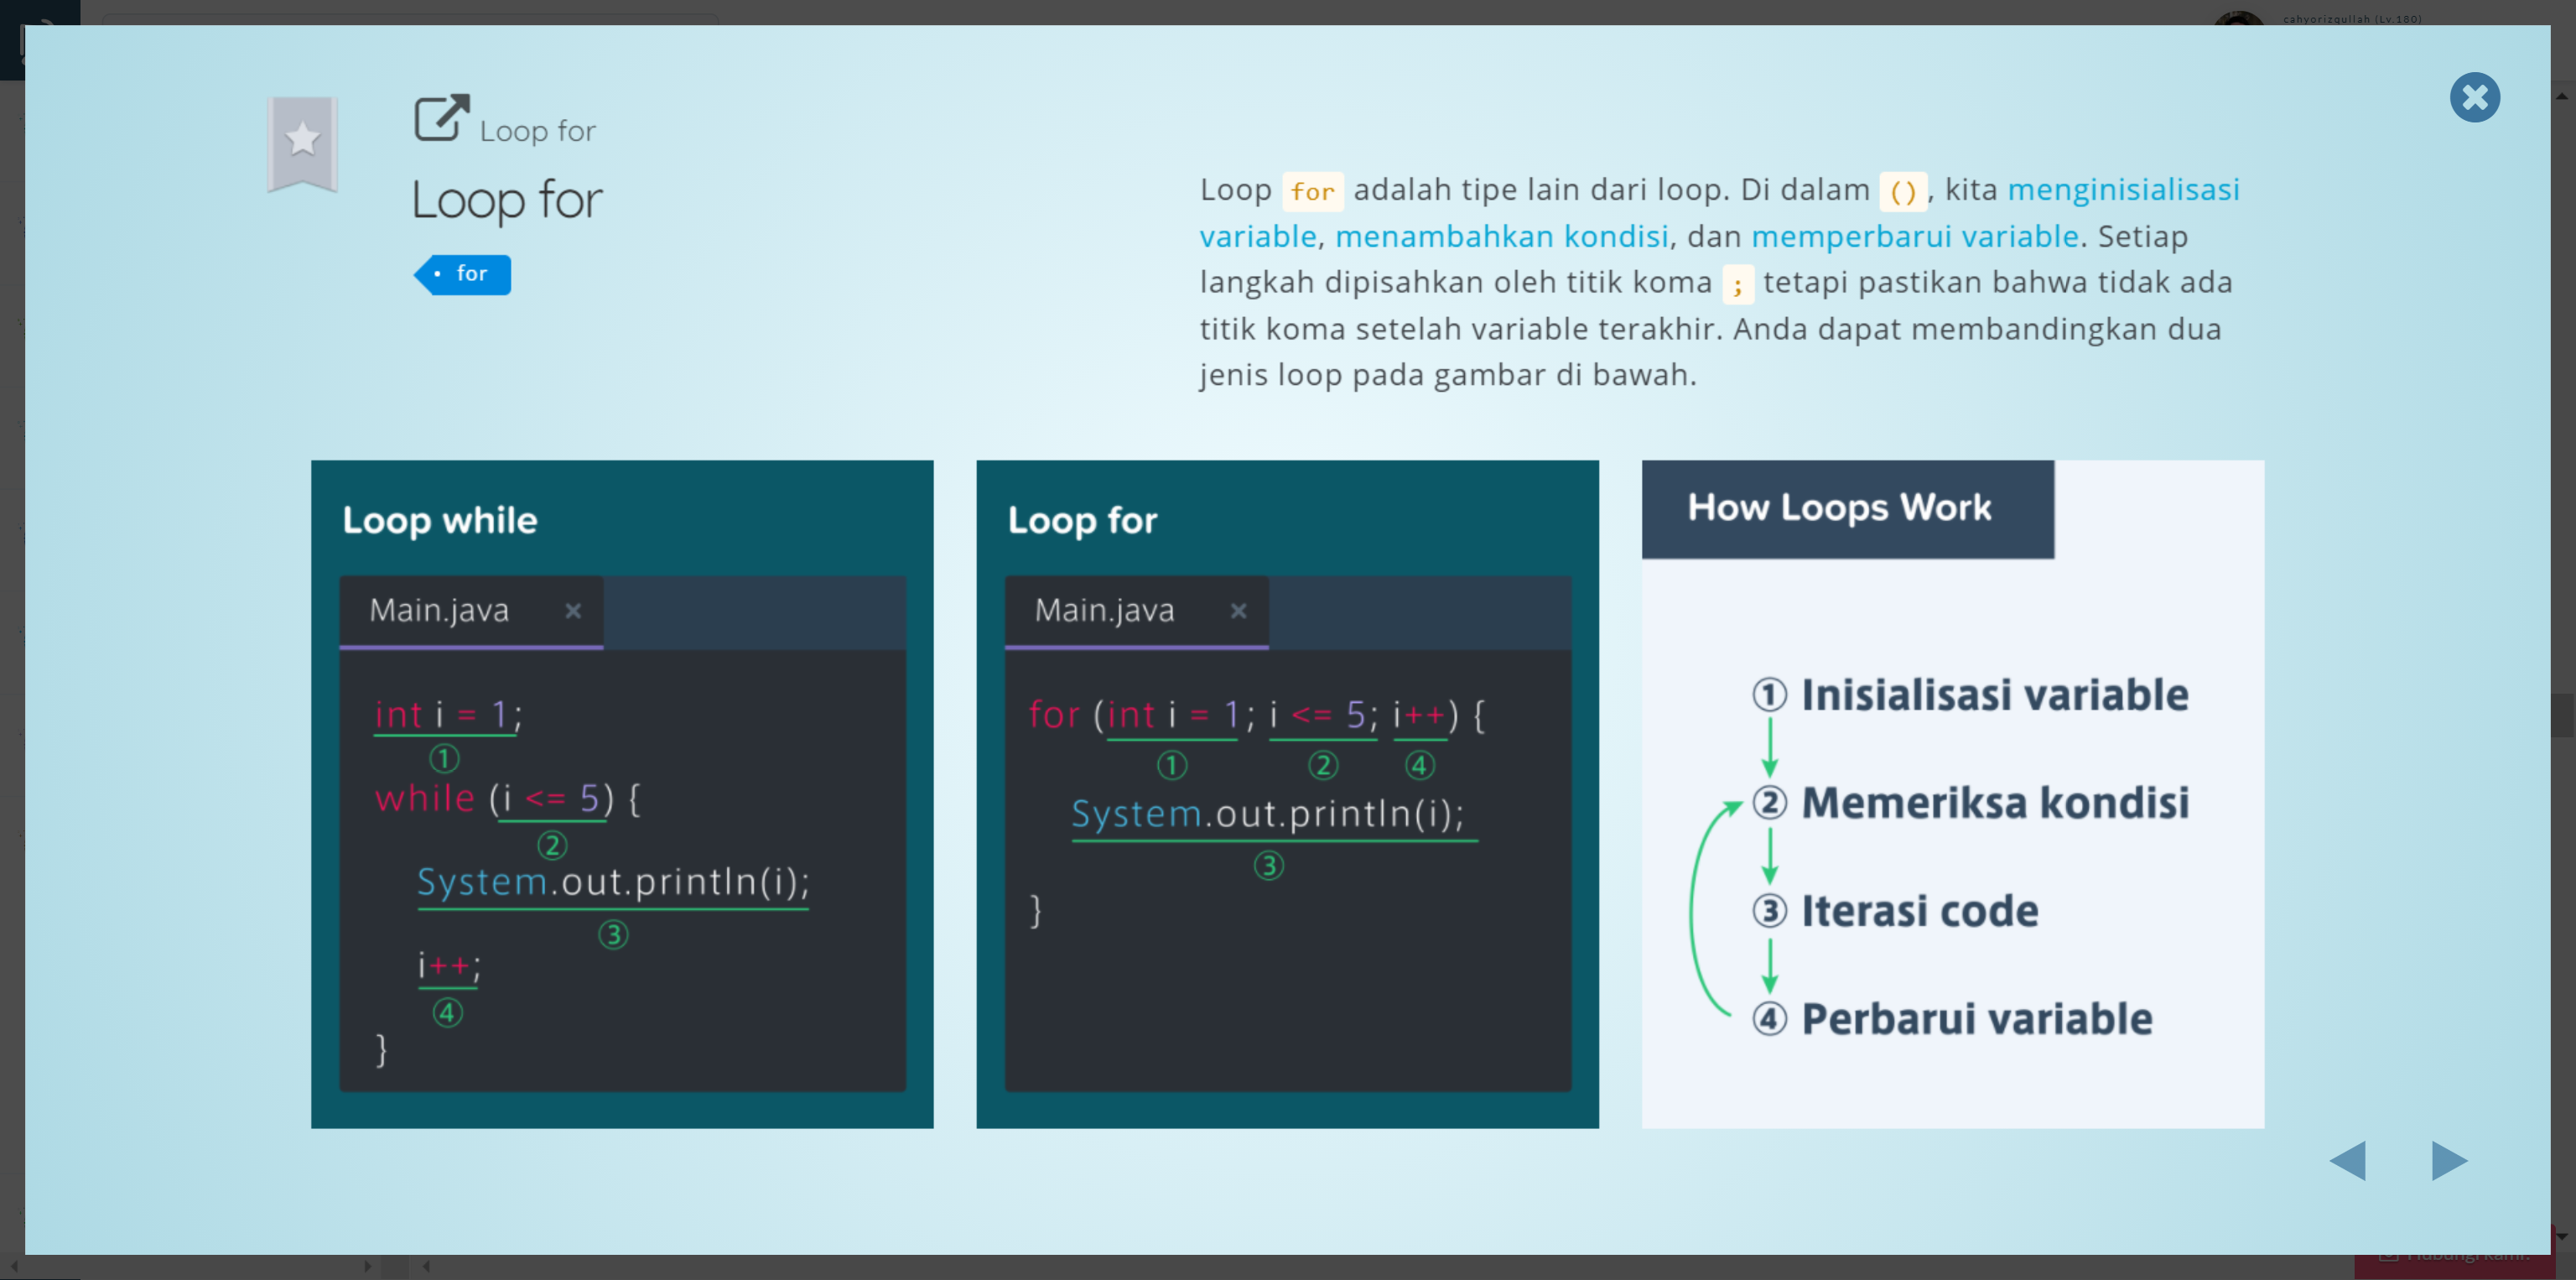 cahyorizqullah (Lv.180)
Loop for
Loop for
for
Loop for adalah tipe lain dari loop. Di dalam (), kita menginisialisasi
variable, menambahkan kondisi, dan memperbarui variable. Setiap
langkah dipisahkan oleh titik koma ; tetapi pastikan bahwa tidak ada
titik koma setelah variable terakhir. Anda dapat membandingkan dua
jenis loop pada gambar di bawah.
Loop while
Main.java ×
int i = 1;
①
while (i <= 5) {
②
System.out.println(i);
③
i++;
④
}
Loop for
Main.java ×
for (int i = 1; i <= 5; i++) {
① ② ④
System.out.println(i);
③
}
How Loops Work
① Inisialisasi variable
② Memeriksa kondisi
③ Iterasi code
④ Perbarui variable
Hubungi kami.